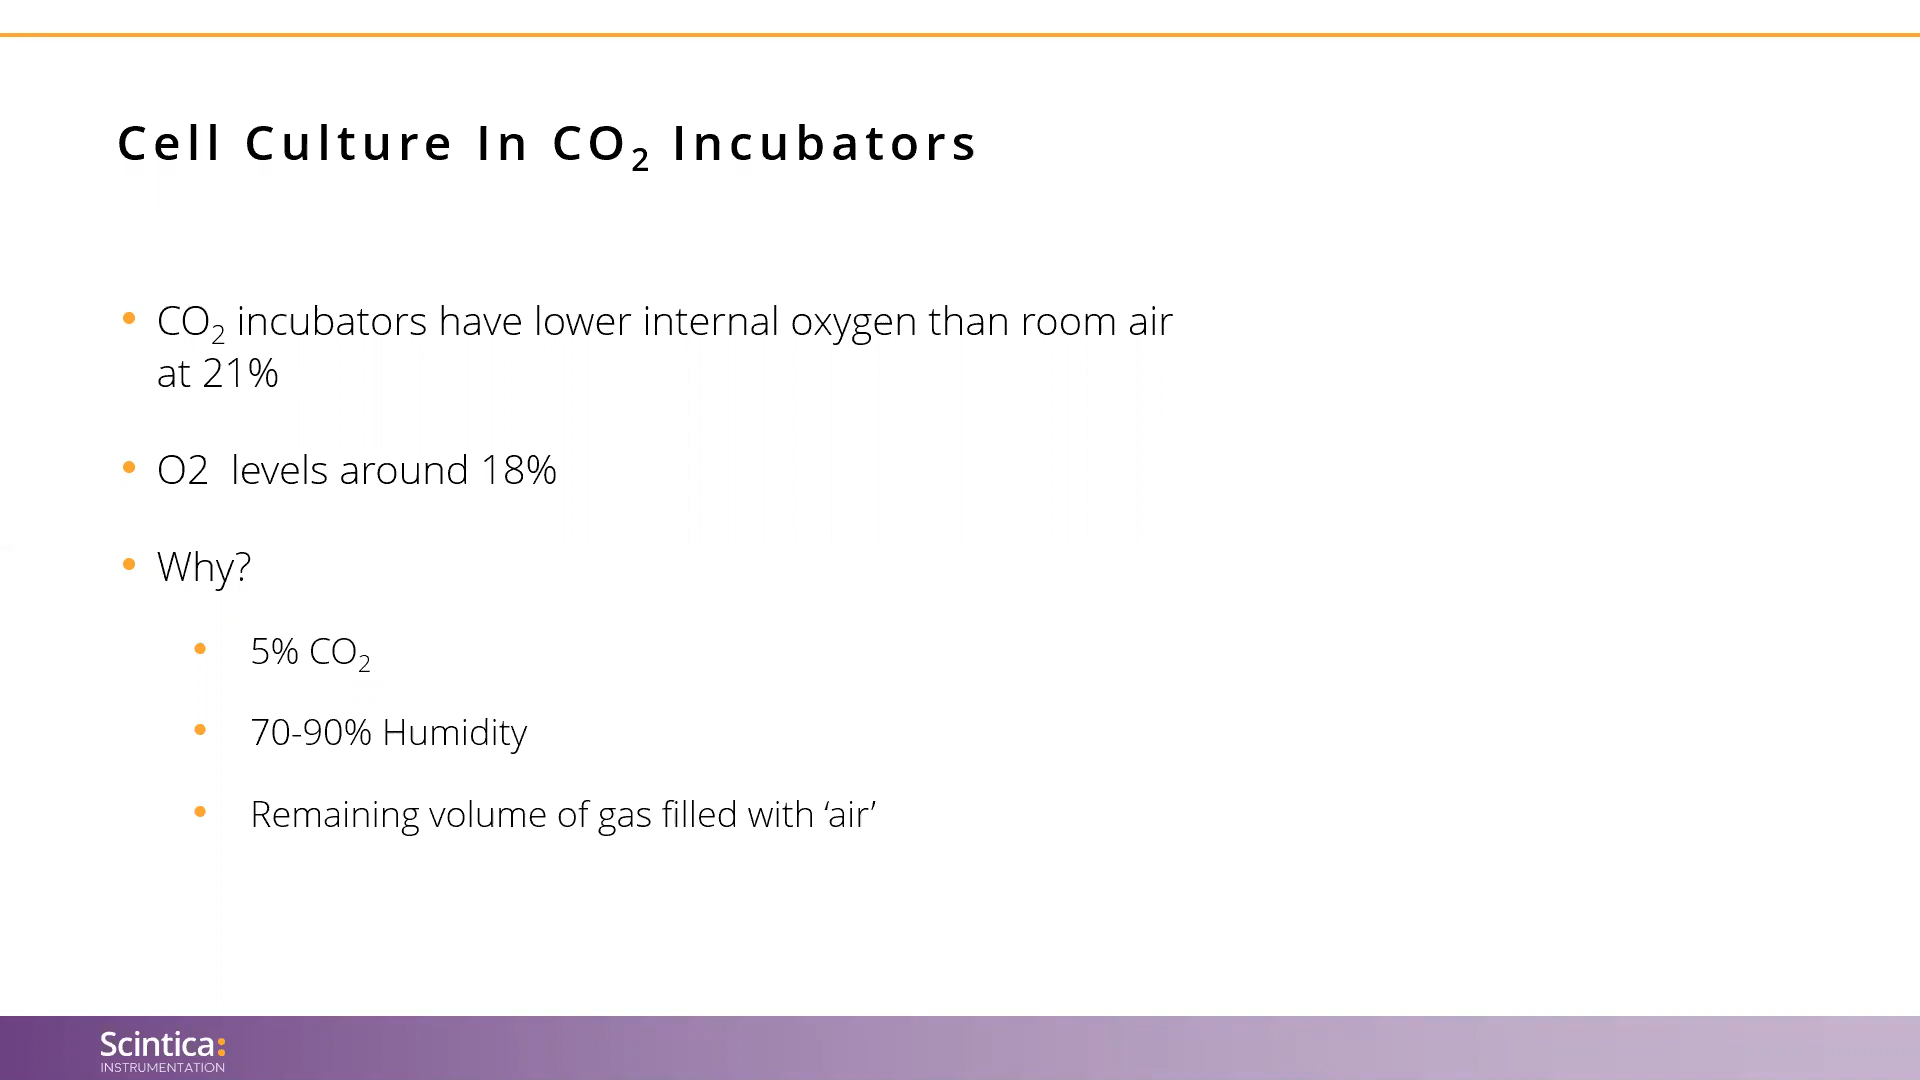 Cell Culture In CO₂ Incubators
• CO₂ incubators have lower internal oxygen than room air
at 21%
• O2  levels around 18%
• Why?
• 5% CO₂
• 70-90% Humidity
• Remaining volume of gas filled with ‘air’
Scintica:
INSTRUMENTATION